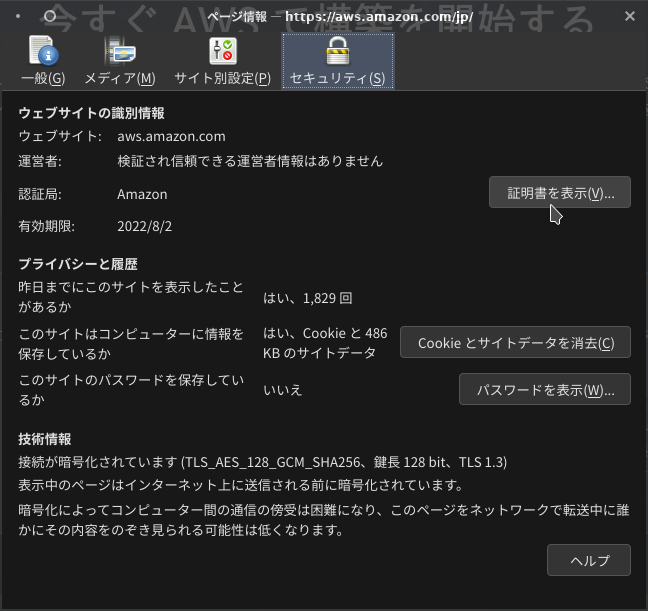 今すぐ AWS で構築を開始する
ページ情報 — https://aws.amazon.com/jp/
一般(G)
メディア(M)
サイト別設定(P)
セキュリティ(S)
ウェブサイトの識別情報
ウェブサイト: aws.amazon.com
運営者: 検証され信頼できる運営者情報はありません
認証局: Amazon
証明書を表示(V)...
有効期限: 2022/8/2
プライバシーと履歴
昨日までにこのサイトを表示したこと
があるか
はい、1,829 回
このサイトはコンピューターに情報を
保存しているか
はい、Cookie と 486
KB のサイトデータ
Cookie とサイトデータを消去(C)
このサイトのパスワードを保存してい
るか
いいえ
パスワードを表示(W)...
技術情報
接続が暗号化されています (TLS_AES_128_GCM_SHA256、鍵長 128 bit、TLS 1.3)
表示中のページはインターネット上に送信される前に暗号化されています。
暗号化によってコンピューター間の通信の傍受は困難になり、このページをネットワークで転送中に誰
かにその内容をのぞき見られる可能性は低くなります。
ヘルプ